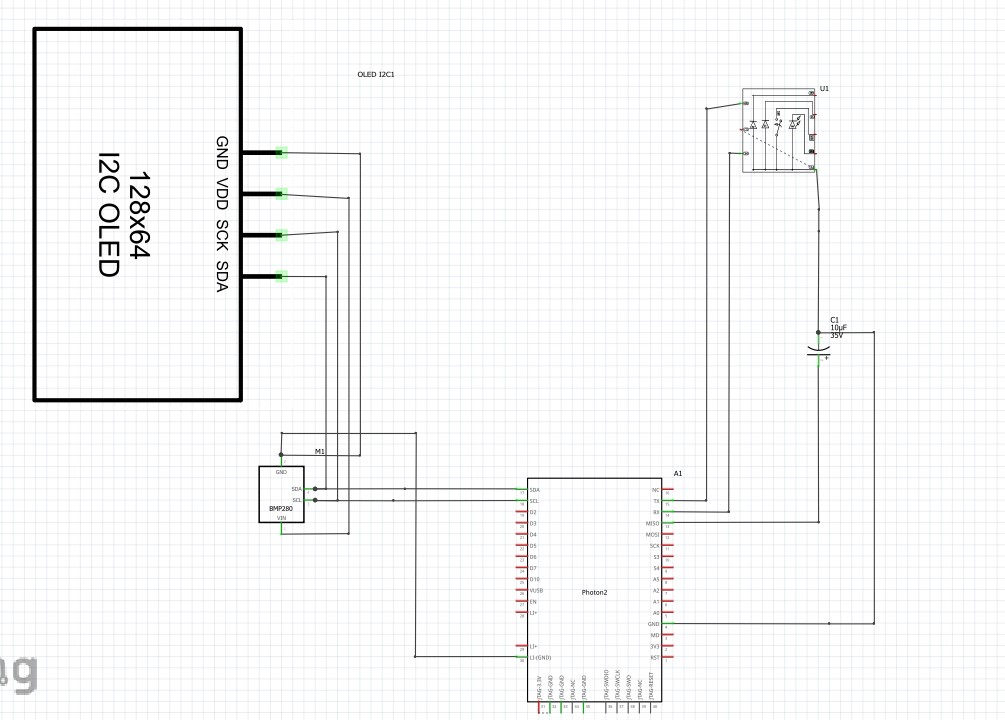 OLED I2C1
128x64
I2C OLED
GND
VDD
SCK
SDA
U1
C1
10µF
35V
M1
GND
SDA
SCL
BMP280
VIN
A1
Photon2
SDA
SCL
D2
D3
D4
D5
D6
D7
D10
VUSB
EN
LI+
LI+
LI-(GND)
NC
TX
RX
MISO
MOSI
SCK
S3
S4
A5
A2
A1
A0
GND
MD
3V3
RST
JTAG-3.3V
JTAG-GND
JTAG-GND
JTAG-NC
JTAG-GND
JTAG-SWDIO
JTAG-SWCLK
JTAG-SWO
JTAG-NC
JTAG-RESET